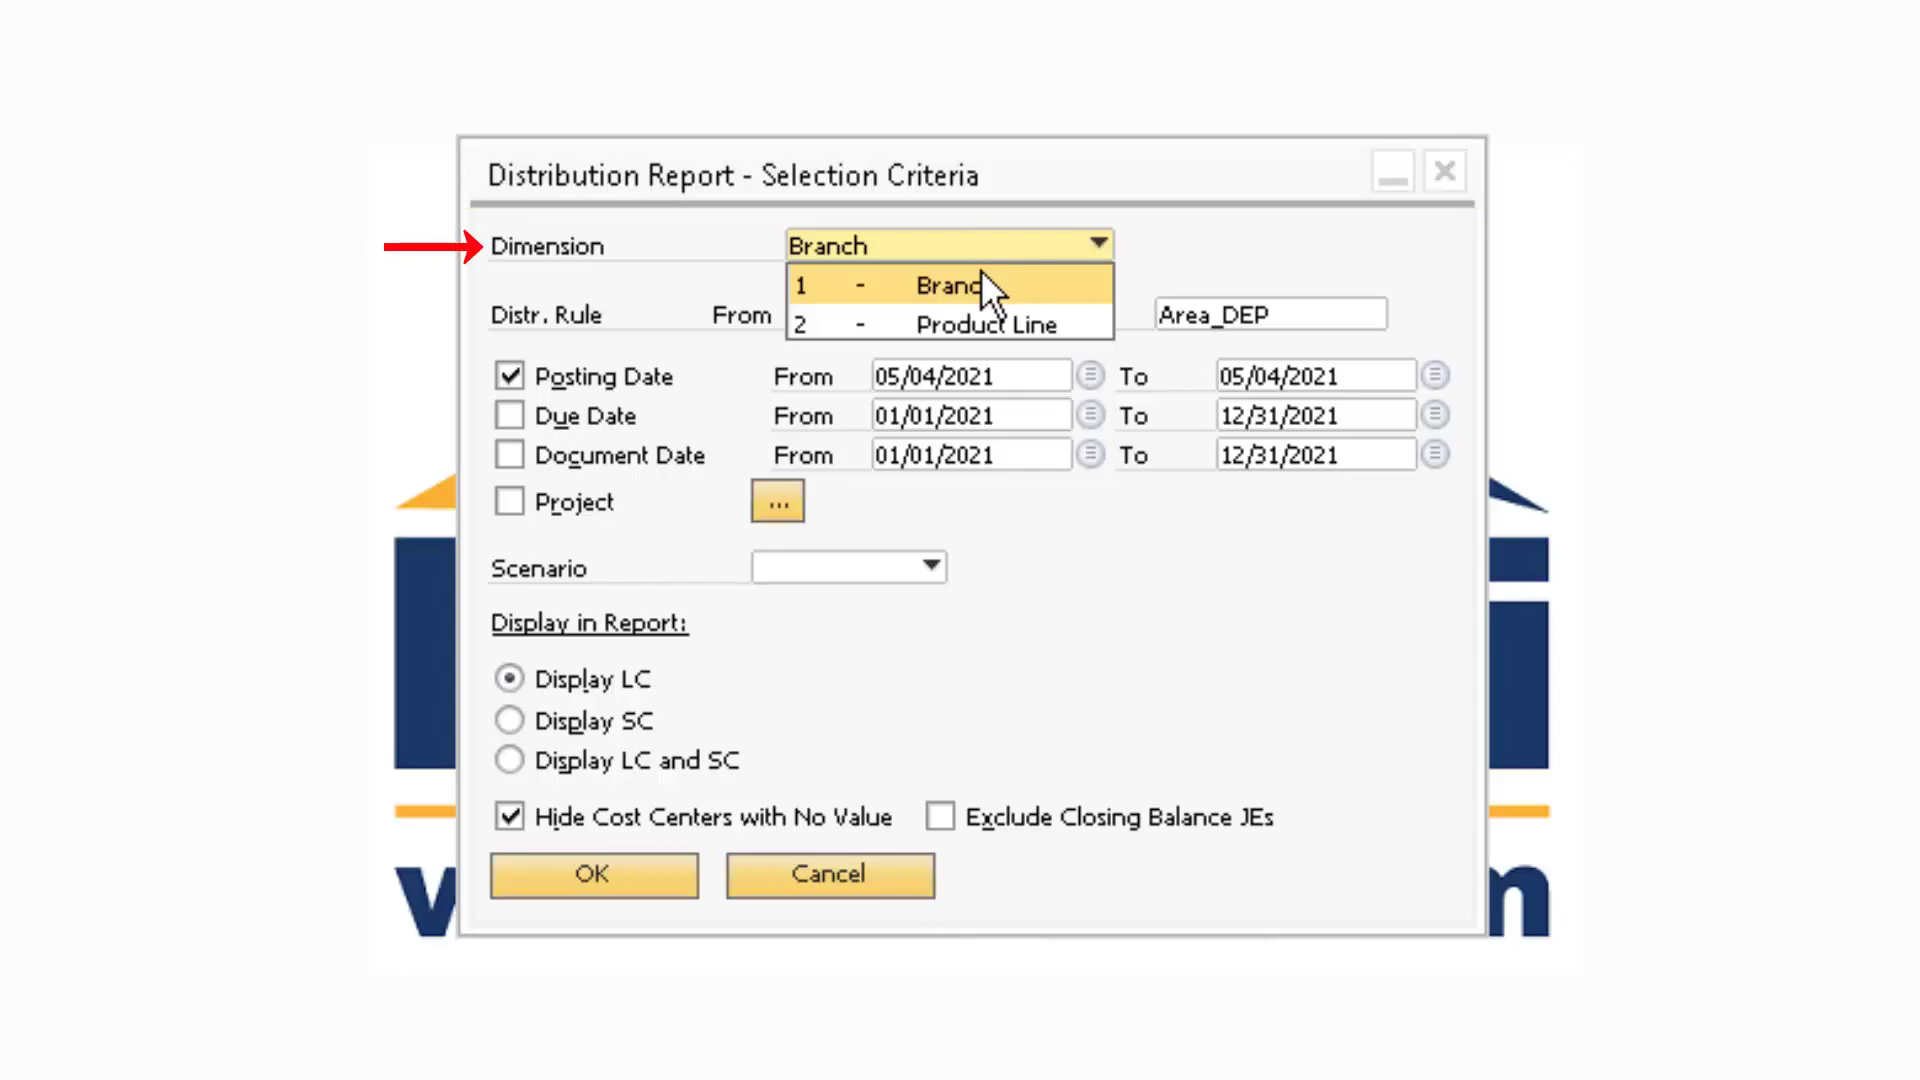 Distribution Report - Selection Criteria
Dimension Branch
1 - Branc
Distr. Rule From Area_DEP
2 - Product Line
Posting Date From 05/04/2021 To 05/04/2021
Due Date From 01/01/2021 To 12/31/2021
Document Date From 01/01/2021 To 12/31/2021
Project ...
Scenario
Display in Report:
Display LC
Display SC
Display LC and SC
Hide Cost Centers with No Value Exclude Closing Balance JEs
OK Cancel